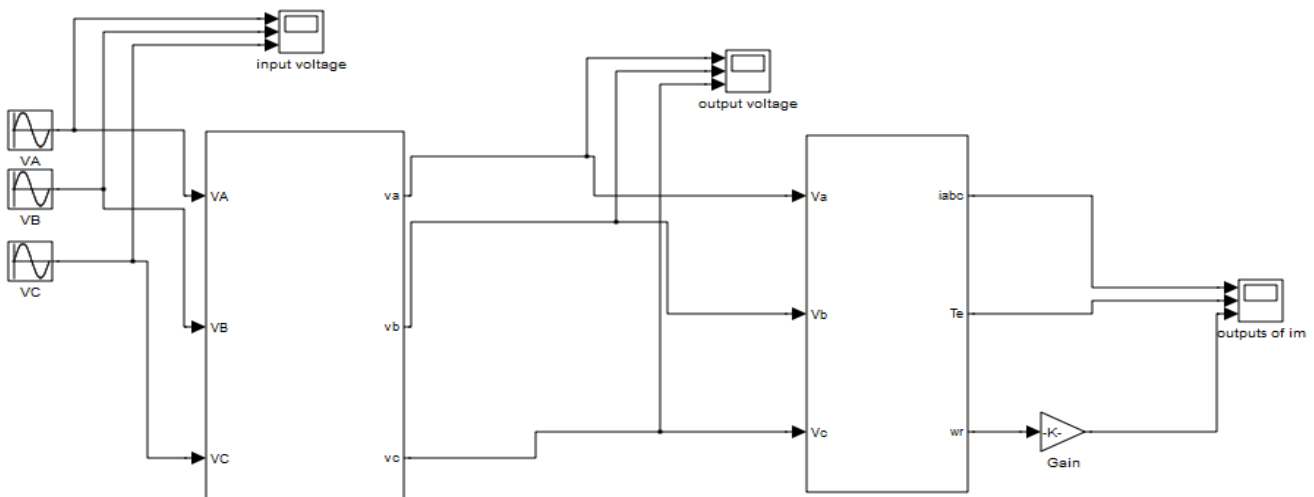 input voltage
output voltage
VA
VB
VC
VA
VB
VC
va
vb
vc
Va
Vb
Vc
iabc
Te
wr
-K-
Gain
outputs of im